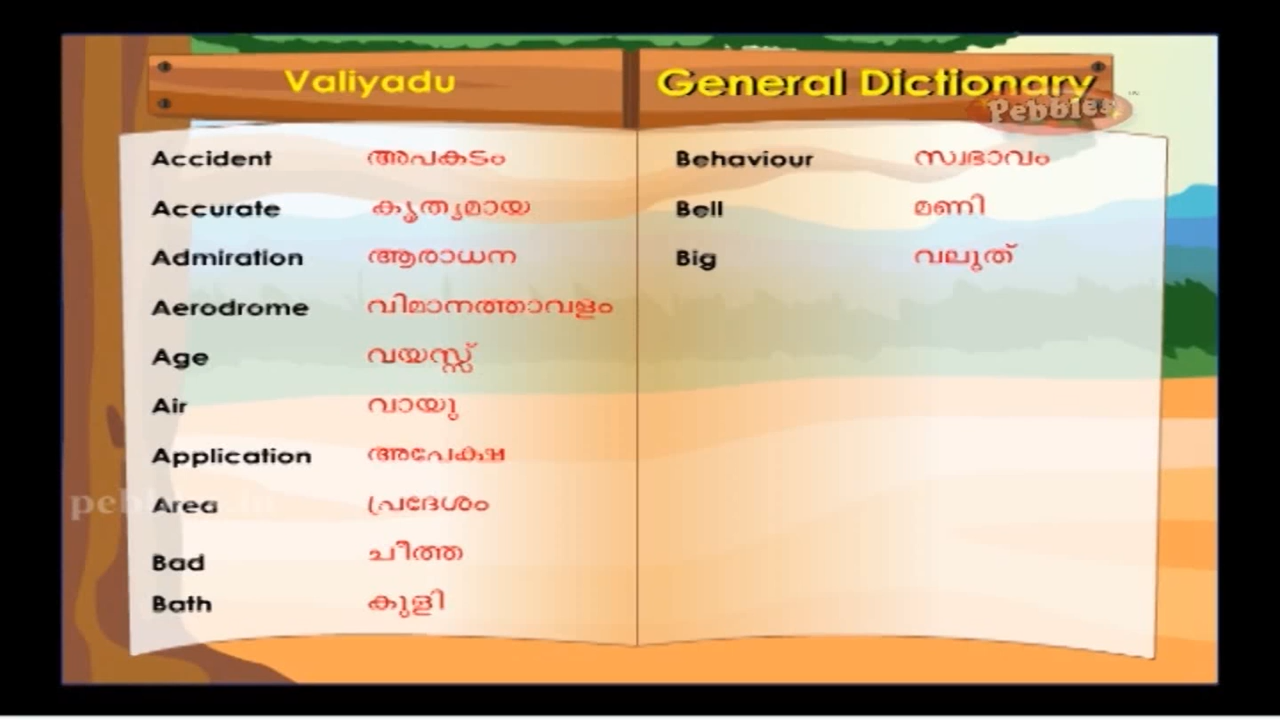 Valiyadu
General Dictionary
Pebbles
Accident അപകടം
Accurate കൃത്യമായ
Admiration ആരാധന
Aerodrome വിമാനത്താവളം
Age വയസ്സ്
Air വായു
Application അപേക്ഷ
Area പ്രദേശം
Bad ചീത്ത
Bath കുളി
Behaviour സ്വഭാവം
Bell മണി
Big വലുത്